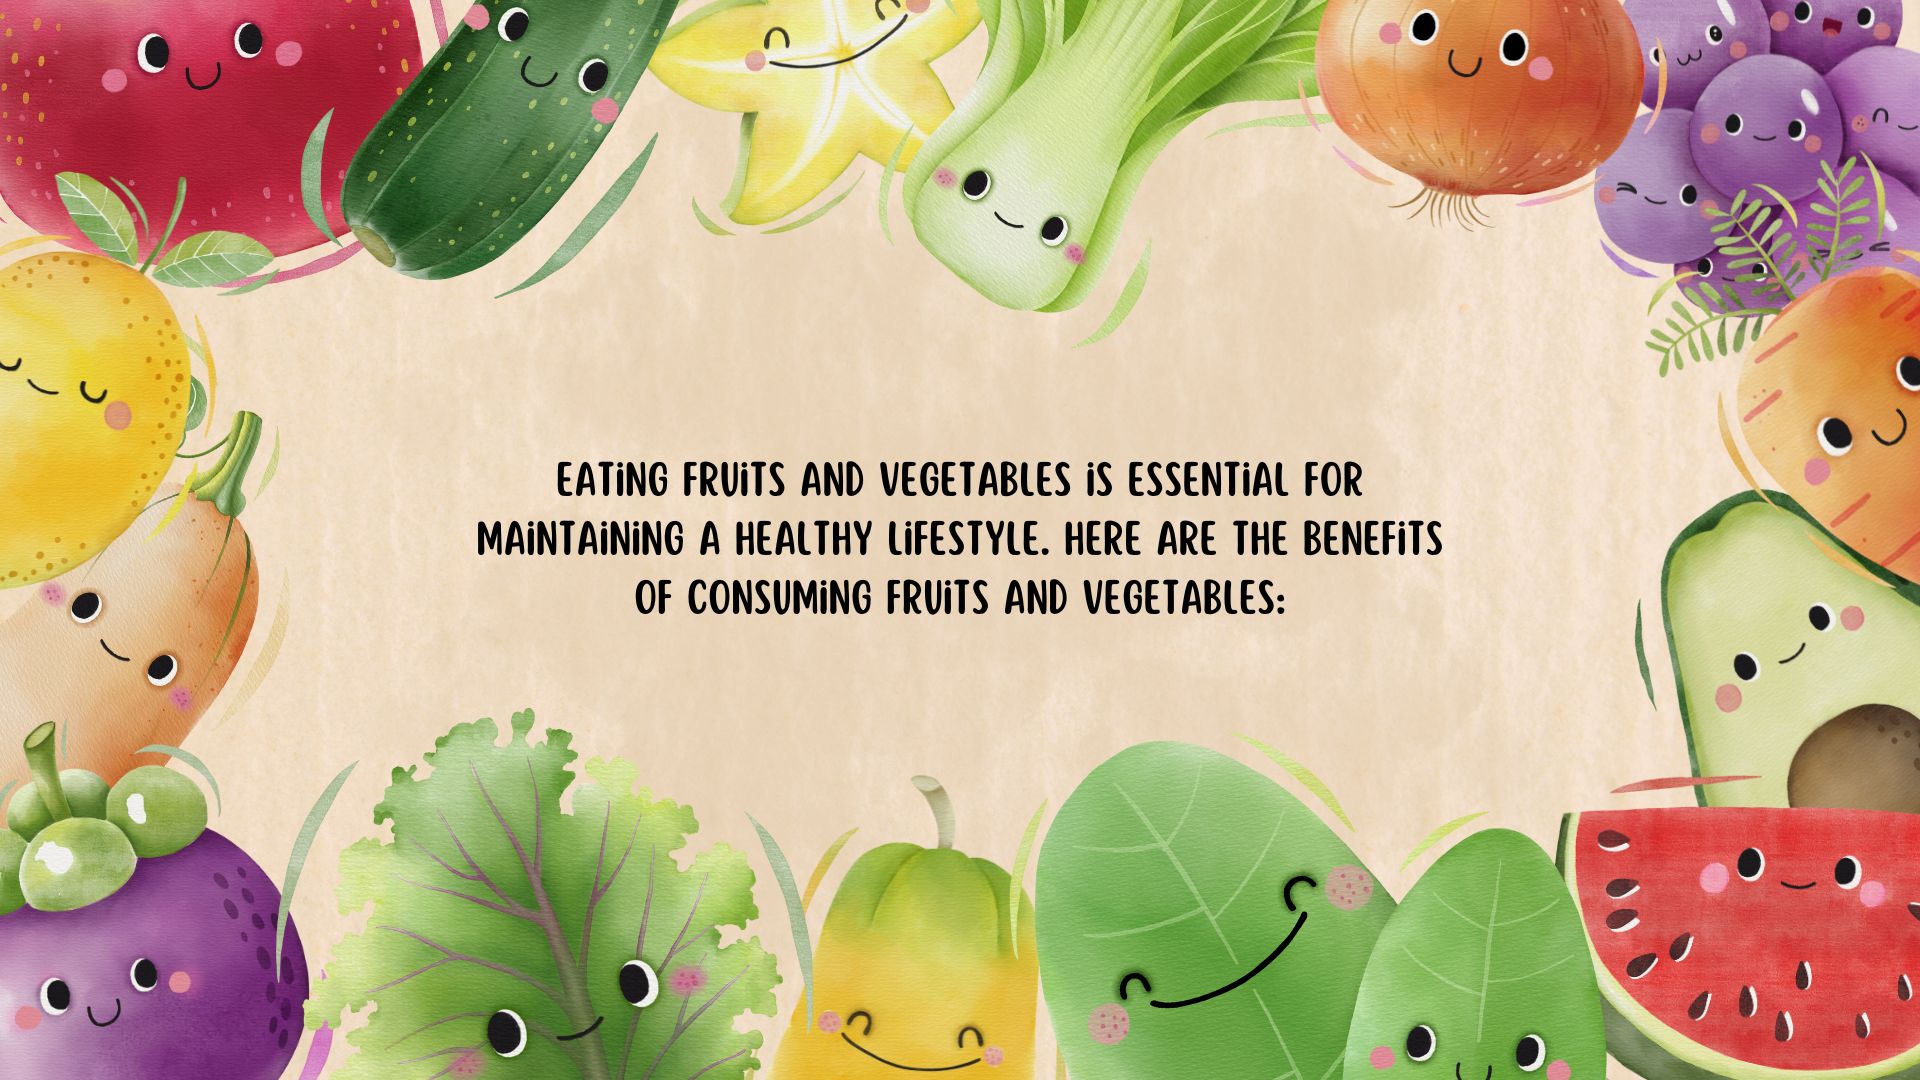 EATING FRUITS AND VEGETABLES IS ESSENTIAL FOR
MAINTAINING A HEALTHY LIFESTYLE. HERE ARE THE BENEFITS
OF CONSUMING FRUITS AND VEGETABLES: